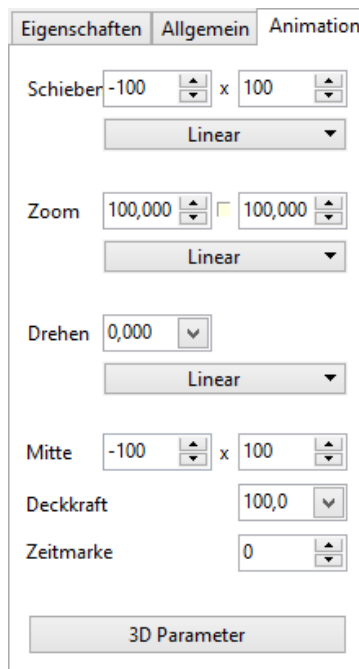 Eigenschaften Allgemein Animation
Schieben -100 x 100
Linear
Zoom 100,000 100,000
Linear
Drehen 0,000
Linear
Mitte -100 x 100
Deckkraft 100,0
Zeitmarke 0
3D Parameter